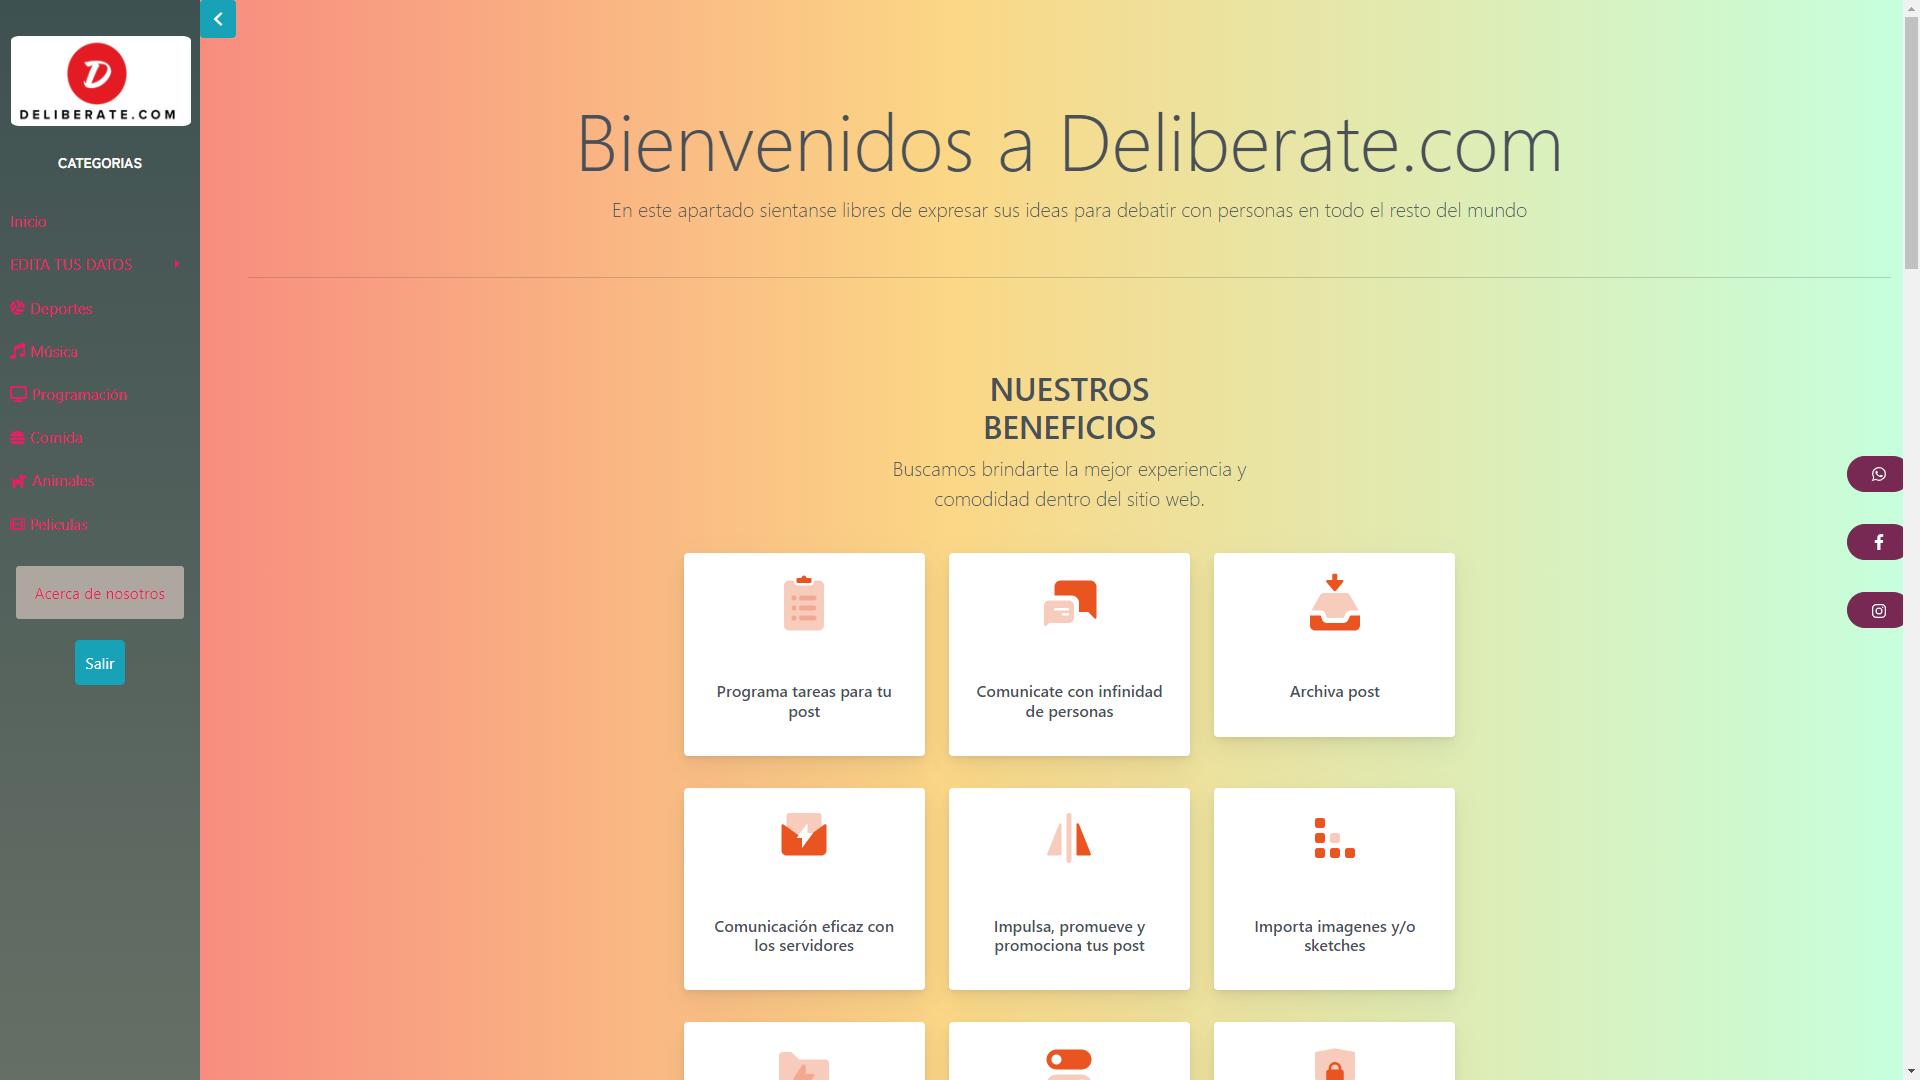 D
DELIBERATE.COM
CATEGORIAS
Inicio
EDITA TUS DATOS
Deportes
Música
Programación
Comida
Animales
Peliculas
Acerca de nosotros
Salir
Bienvenidos a Deliberate.com
En este apartado sientanse libres de expresar sus ideas para debatir con personas en todo el resto del mundo
NUESTROS
BENEFICIOS
Buscamos brindarte la mejor experiencia y
comodidad dentro del sitio web.
Programa tareas para tu
post
Comunicate con infinidad
de personas
Archiva post
Comunicación eficaz con
los servidores
Impulsa, promueve y
promociona tus post
Importa imagenes y/o
sketches